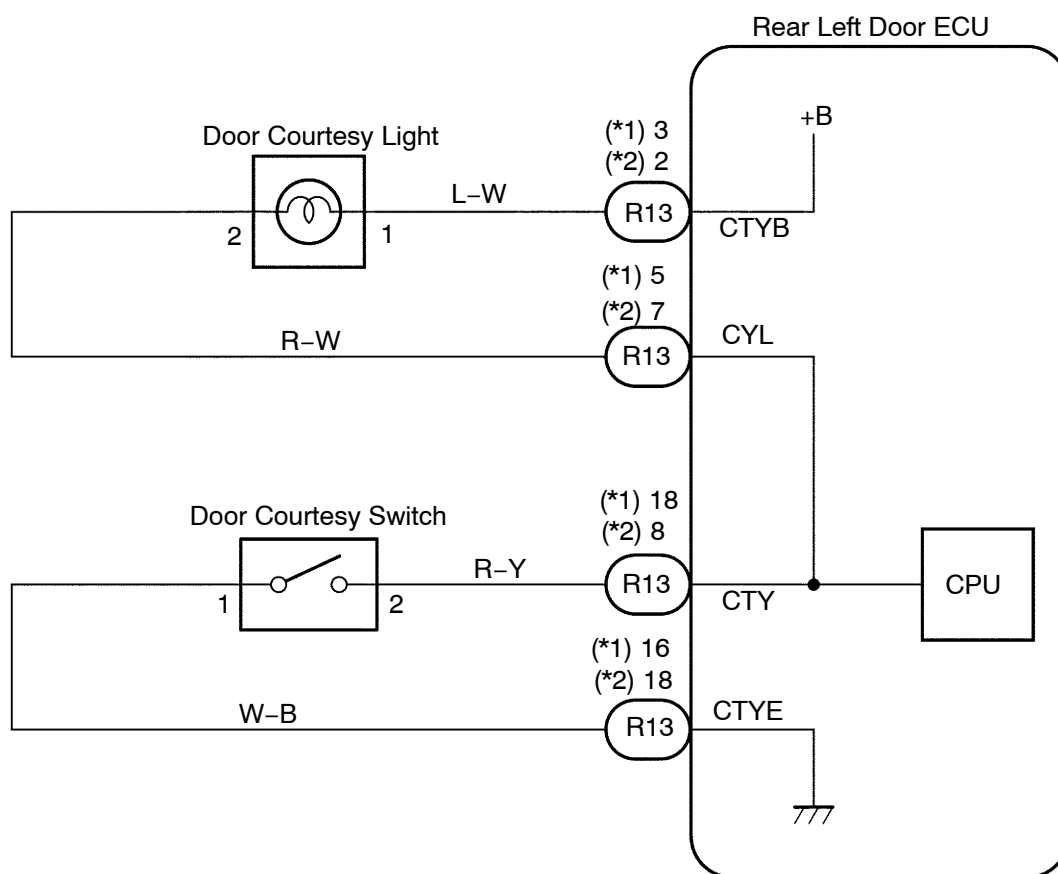 Rear Left Door ECU
+B
Door Courtesy Light
(*1) 3
(*2) 2
L–W
R13
CTYB
2
1
(*1) 5
(*2) 7
R–W
R13
CYL
(*1) 18
(*2) 8
Door Courtesy Switch
R–Y
R13
CTY
CPU
1
2
(*1) 16
(*2) 18
W–B
R13
CTYE